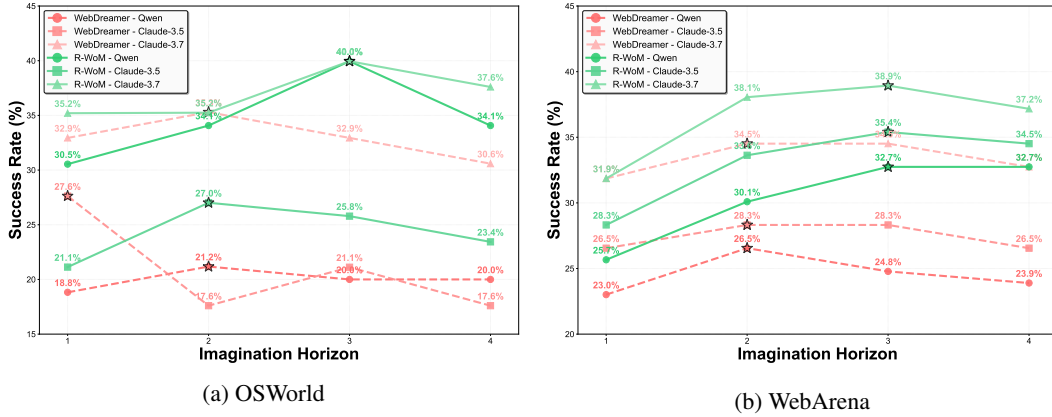 WebDreamer - Qwen
WebDreamer - Claude-3.5
WebDreamer - Claude-3.7
R-WoM - Qwen
R-WoM - Claude-3.5
R-WoM - Claude-3.7
Success Rate (%)
45
40
35
30
25
20
15
40.0%
37.6%
35.2%
35.2%
34.1%
34.1%
32.9%
32.9%
30.6%
30.5%
27.6%
27.0%
25.8%
23.4%
21.1%
21.2%
21.1%
20.0%
20.0%
18.8%
17.6%
17.6%
1 2 3 4
Imagination Horizon
(a) OSWorld
WebDreamer - Qwen
WebDreamer - Claude-3.5
WebDreamer - Claude-3.7
R-WoM - Qwen
R-WoM - Claude-3.5
R-WoM - Claude-3.7
Success Rate (%)
45
40
35
30
25
20
38.1%
38.9%
37.2%
34.5%
35.4%
34.5%
31.9%
32.7%
32.7%
30.1%
28.3%
28.3%
28.3%
26.5%
26.5%
26.5%
25.7%
24.8%
23.9%
23.0%
1 2 3 4
Imagination Horizon
(b) WebArena